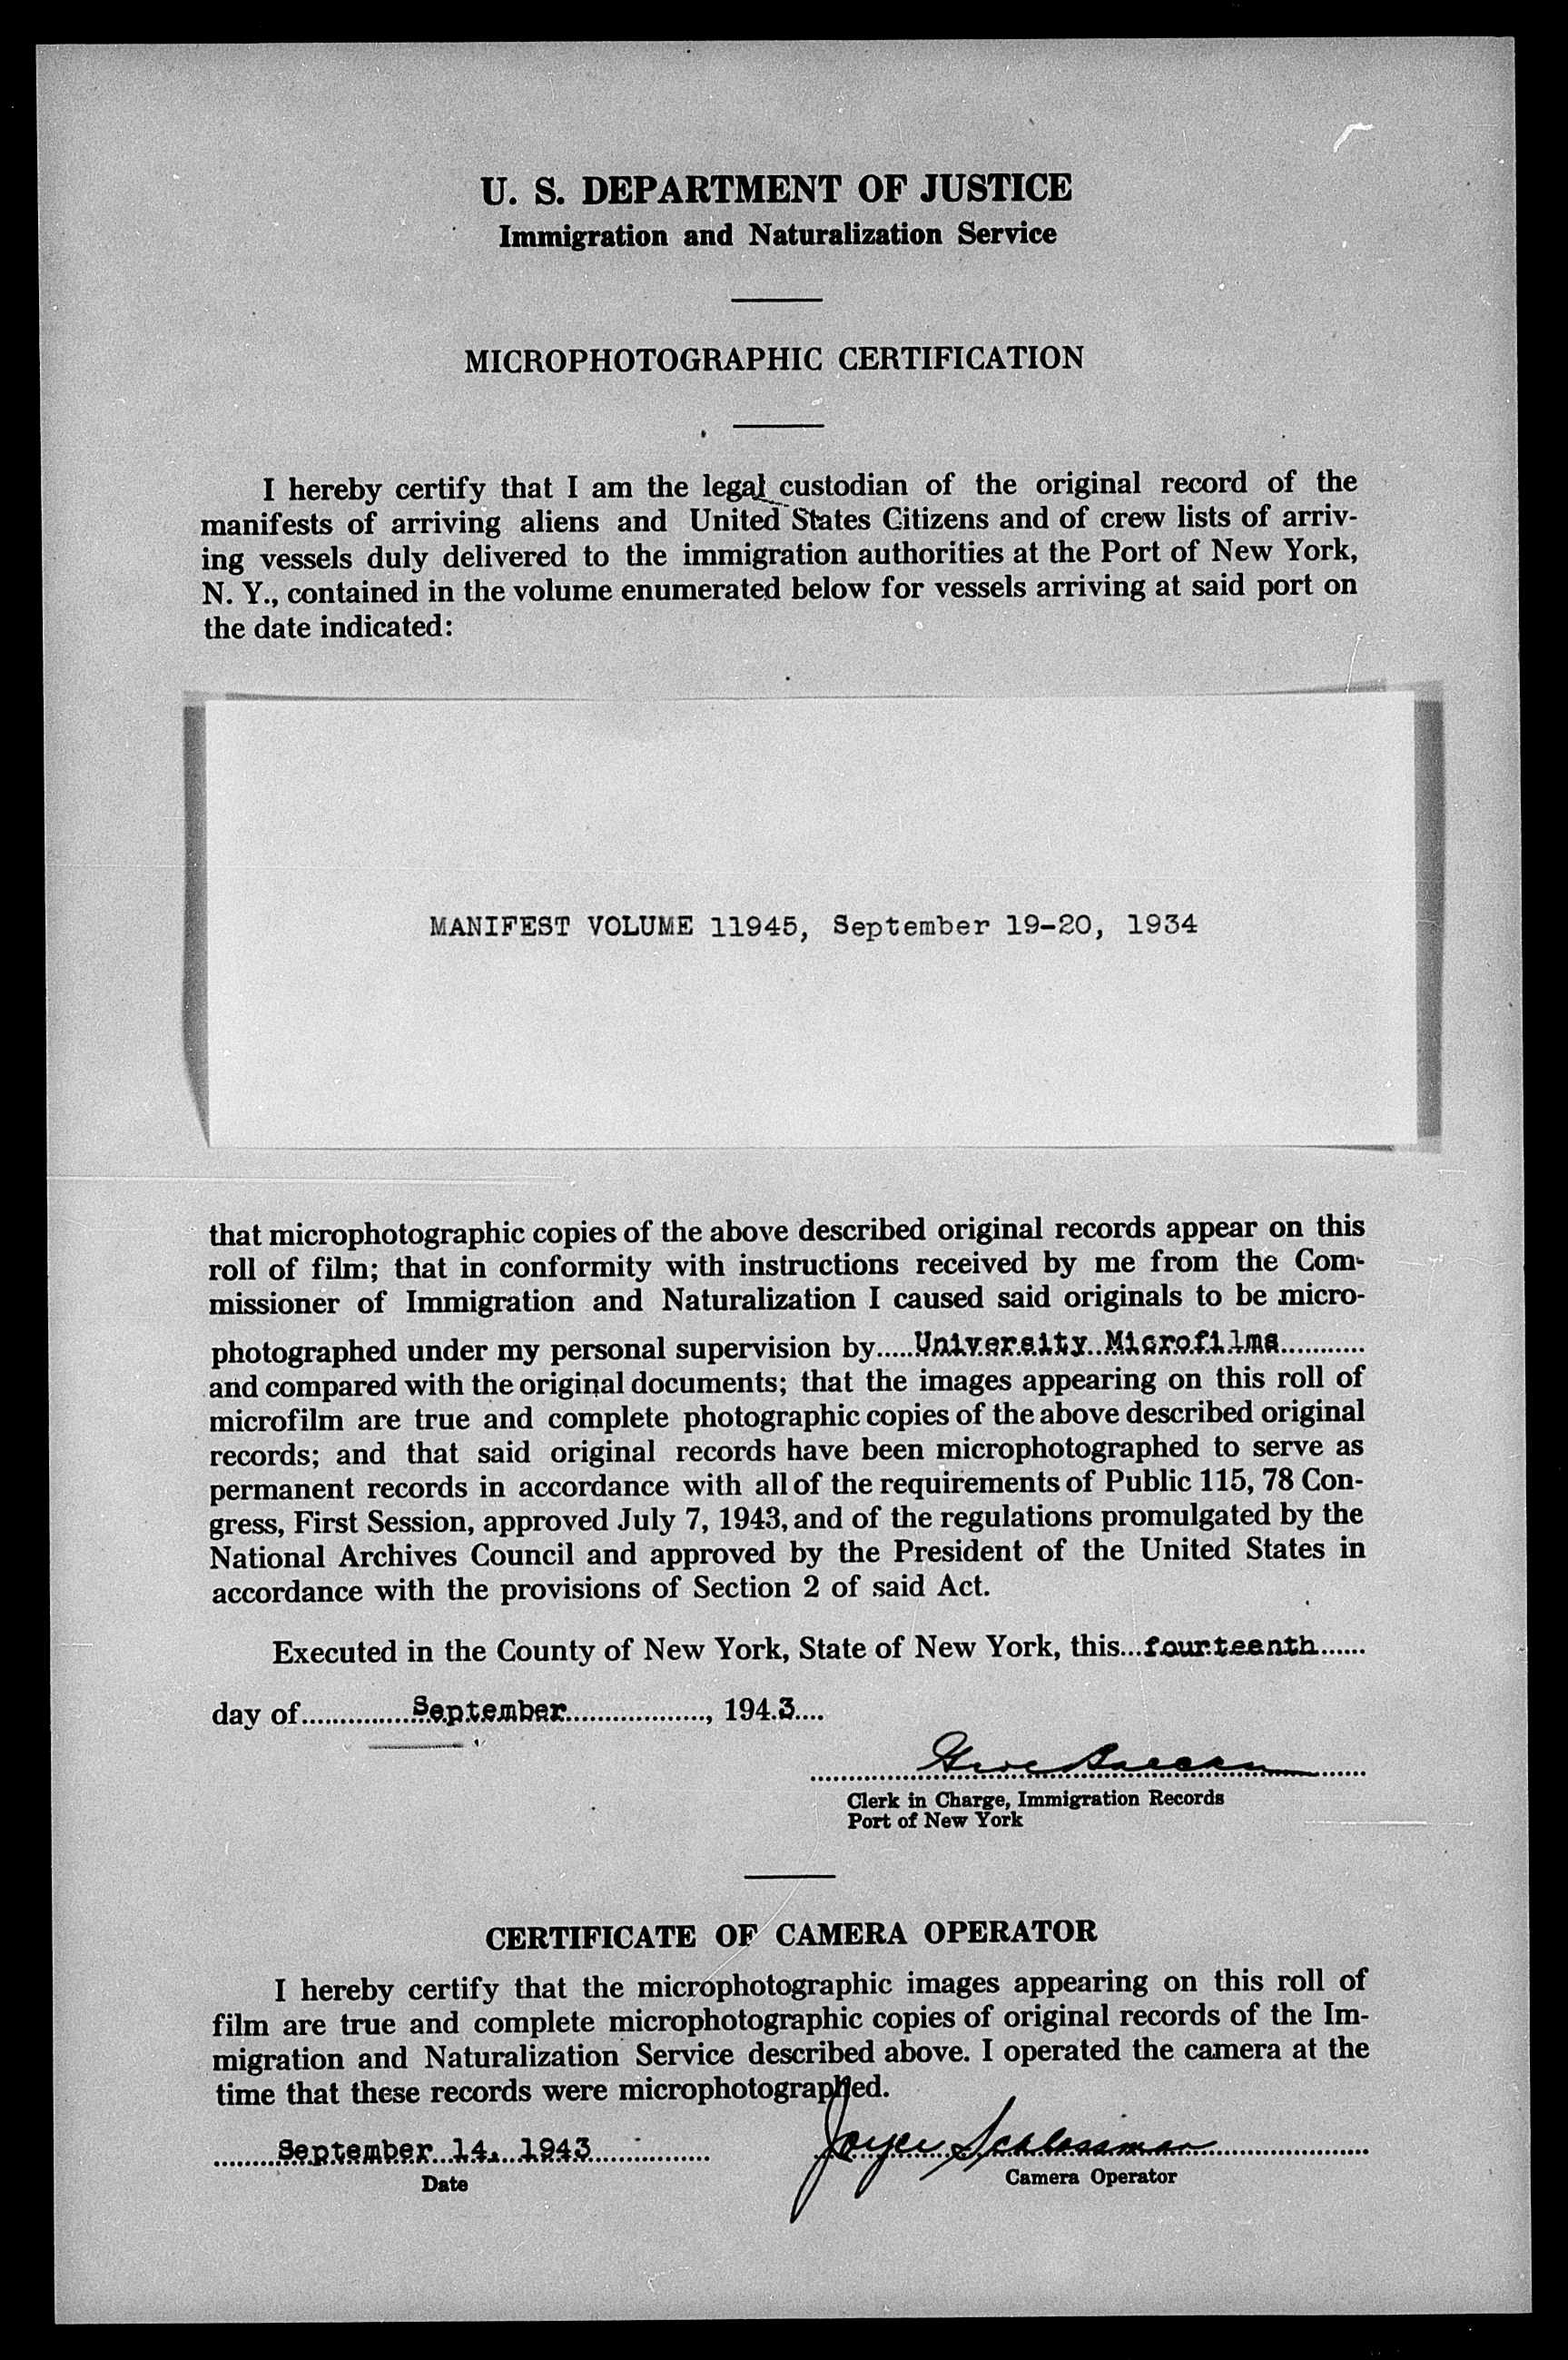 U. S. DEPARTMENT OF JUSTICE
Immigration and Naturalization Service
MICROPHOTOGRAPHIC CERTIFICATION
I hereby certify that I am the legal custodian of the original record of the
manifests of arriving aliens and United States Citizens and of crew lists of arriv-
ing vessels duly delivered to the immigration authorities at the Port of New York,
N. Y., contained in the volume enumerated below for vessels arriving at said port on
the date indicated:
MANIFEST VOLUME 11945, September 19-20, 1934
that microphotographic copies of the above described original records appear on this
roll of film; that in conformity with instructions received by me from the Com-
missioner of Immigration and Naturalization I caused said originals to be micro-
photographed under my personal supervision by.....University Microfilms...........
and compared with the original documents; that the images appearing on this roll of
microfilm are true and complete photographic copies of the above described original
records; and that said original records have been microphotographed to serve as
permanent records in accordance with all of the requirements of Public 115, 78 Con-
gress, First Session, approved July 7, 1943, and of the regulations promulgated by the
National Archives Council and approved by the President of the United States in
accordance with the provisions of Section 2 of said Act.
Executed in the County of New York, State of New York, this...fourteenth......
day of...............September..................., 194.3....
Clerk in Charge, Immigration Records
Port of New York
CERTIFICATE OF CAMERA OPERATOR
I hereby certify that the microphotographic images appearing on this roll of
film are true and complete microphotographic copies of original records of the Im-
migration and Naturalization Service described above. I operated the camera at the
time that these records were microphotographed.
September 14, 1943 Joyce Schlossman
Date Camera Operator